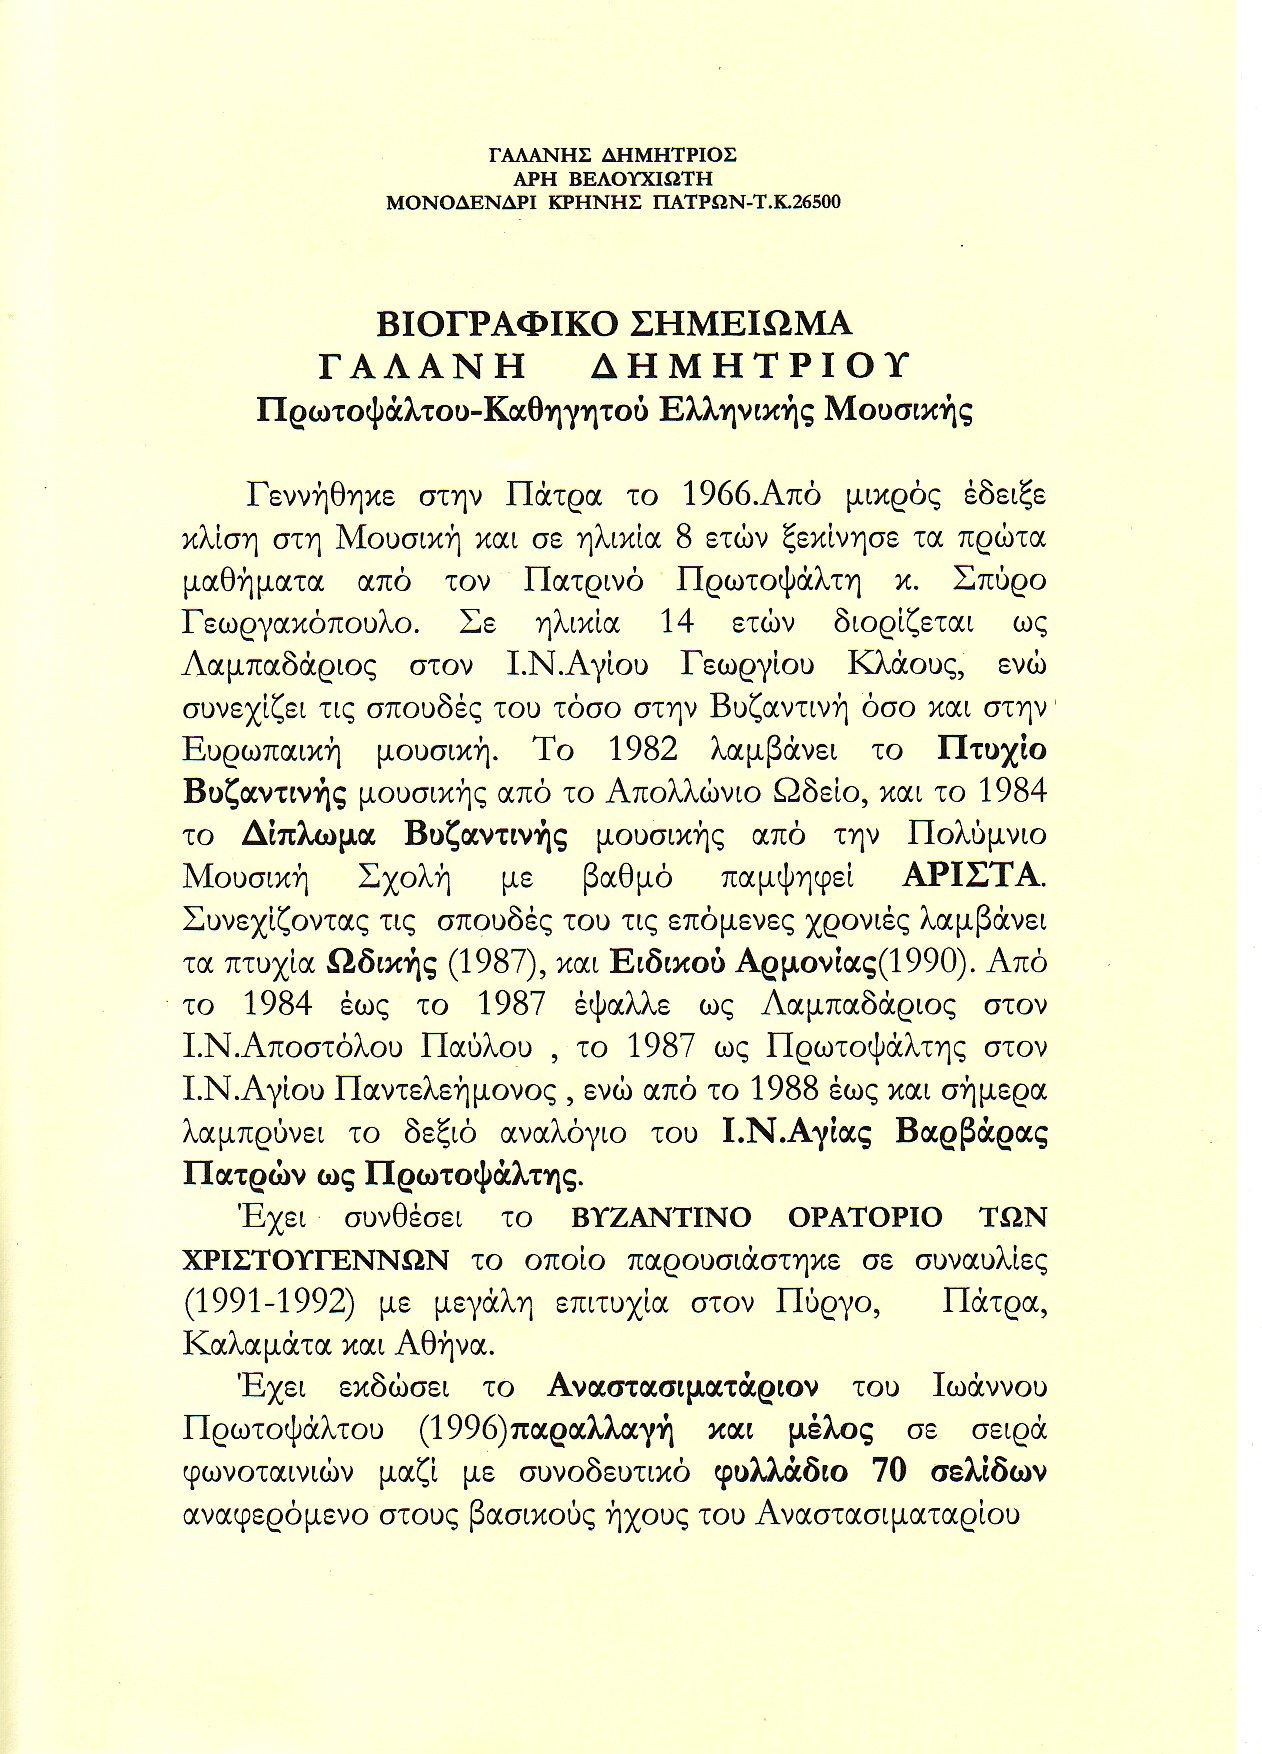 ΓΑΛΑΝΗΣ ΔΗΜΗΤΡΙΟΣ
ΑΡΗ ΒΕΛΟΥΧΙΩΤΗ
ΜΟΝΟΔΕΝΔΡΙ ΚΡΗΝΗΣ ΠΑΤΡΩΝ-Τ.Κ.26500
ΒΙΟΓΡΑΦΙΚΟ ΣΗΜΕΙΩΜΑ
ΓΑΛΑΝΗ ΔΗΜΗΤΡΙΟΥ
Πρωτοψάλτου-Καθηγητού Ελληνικής Μουσικής
Γεννήθηκε στην Πάτρα το 1966.Από μικρός έδειξε
κλίση στη Μουσική και σε ηλικία 8 ετών ξεκίνησε τα πρώτα
μαθήματα από τον Πατρινό Πρωτοψάλτη κ. Σπύρο
Γεωργακόπουλο. Σε ηλικία 14 ετών διορίζεται ως
Λαμπαδάριος στον Ι.Ν.Αγίου Γεωργίου Κλάους, ενώ
συνεχίζει τις σπουδές του τόσο στην Βυζαντινή όσο και στην
Ευρωπαική μουσική. Το 1982 λαμβάνει το Πτυχίο
Βυζαντινής μουσικής από το Απολλώνιο Ωδείο, και το 1984
το Δίπλωμα Βυζαντινής μουσικής από την Πολύμνιο
Μουσική Σχολή με βαθμό παμψηφεί ΑΡΙΣΤΑ.
Συνεχίζοντας τις σπουδές του τις επόμενες χρονιές λαμβάνει
τα πτυχία Ωδικής (1987), και Ειδικού Αρμονίας(1990). Από
το 1984 έως το 1987 έψαλλε ως Λαμπαδάριος στον
Ι.Ν.Αποστόλου Παύλου , το 1987 ως Πρωτοψάλτης στον
Ι.Ν.Αγίου Παντελεήμονος , ενώ από το 1988 έως και σήμερα
λαμπρύνει το δεξιό αναλόγιο του Ι.Ν.Αγίας Βαρβάρας
Πατρών ως Πρωτοψάλτης.
Έχει συνθέσει το ΒΥΖΑΝΤΙΝΟ ΟΡΑΤΟΡΙΟ ΤΩΝ
ΧΡΙΣΤΟΥΓΕΝΝΩΝ το οποίο παρουσιάστηκε σε συναυλίες
(1991-1992) με μεγάλη επιτυχία στον Πύργο, Πάτρα,
Καλαμάτα και Αθήνα.
Έχει εκδώσει το Αναστασιματάριον του Ιωάννου
Πρωτοψάλτου (1996)παραλλαγή και μέλος σε σειρά
φωνοταινιών μαζί με συνοδευτικό φυλλάδιο 70 σελίδων
αναφερόμενο στους βασικούς ήχους του Αναστασιματαρίου